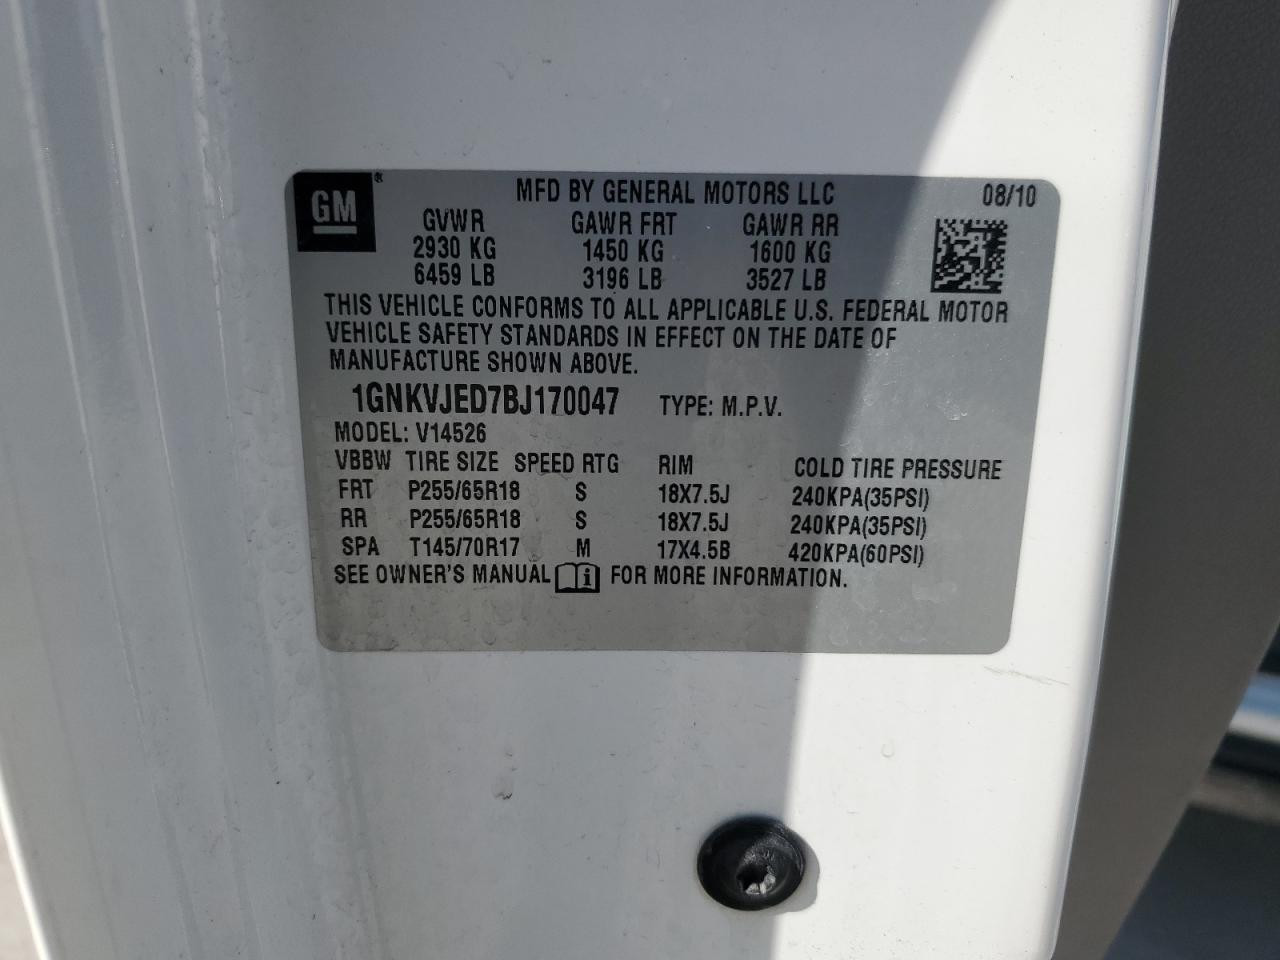 GM ®
MFD BY GENERAL MOTORS LLC 08/10
GVWR GAWR FRT GAWR RR
2930 KG 1450 KG 1600 KG
6459 LB 3196 LB 3527 LB
THIS VEHICLE CONFORMS TO ALL APPLICABLE U.S. FEDERAL MOTOR
VEHICLE SAFETY STANDARDS IN EFFECT ON THE DATE OF
MANUFACTURE SHOWN ABOVE.
1GNKVJED7BJ170047 TYPE: M.P.V.
MODEL: V14526
VBBW TIRE SIZE SPEED RTG RIM COLD TIRE PRESSURE
FRT P255/65R18 S 18X7.5J 240KPA(35PSI)
RR P255/65R18 S 18X7.5J 240KPA(35PSI)
SPA T145/70R17 M 17X4.5B 420KPA(60PSI)
SEE OWNER'S MANUAL i FOR MORE INFORMATION.